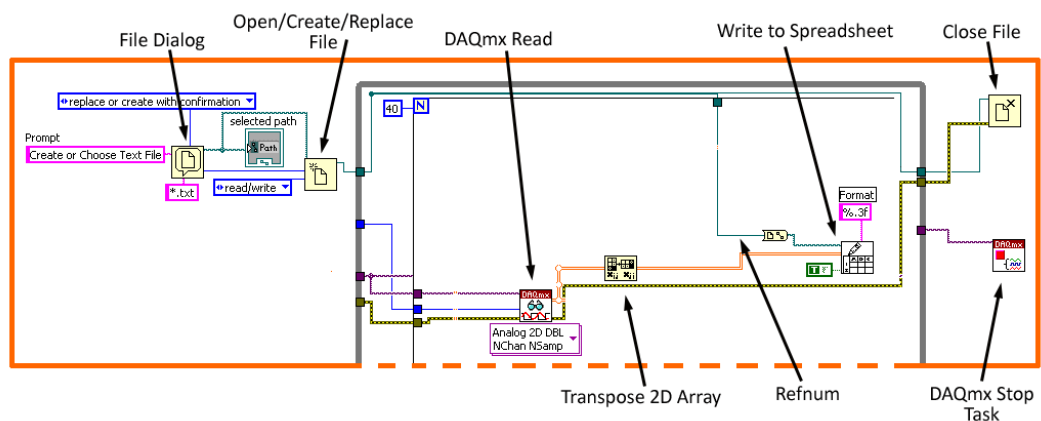 File Dialog
Open/Create/Replace
File
DAQmx Read
Write to Spreadsheet
Close File
replace or create with confirmation
40
N
selected path
Path
Prompt
Create or Choose Text File
*.txt
read/write
Format
%.3f
T F
DAQmx
DAQmx
Analog 2D DBL
NChan NSamp
Transpose 2D Array
Refnum
DAQmx Stop
Task